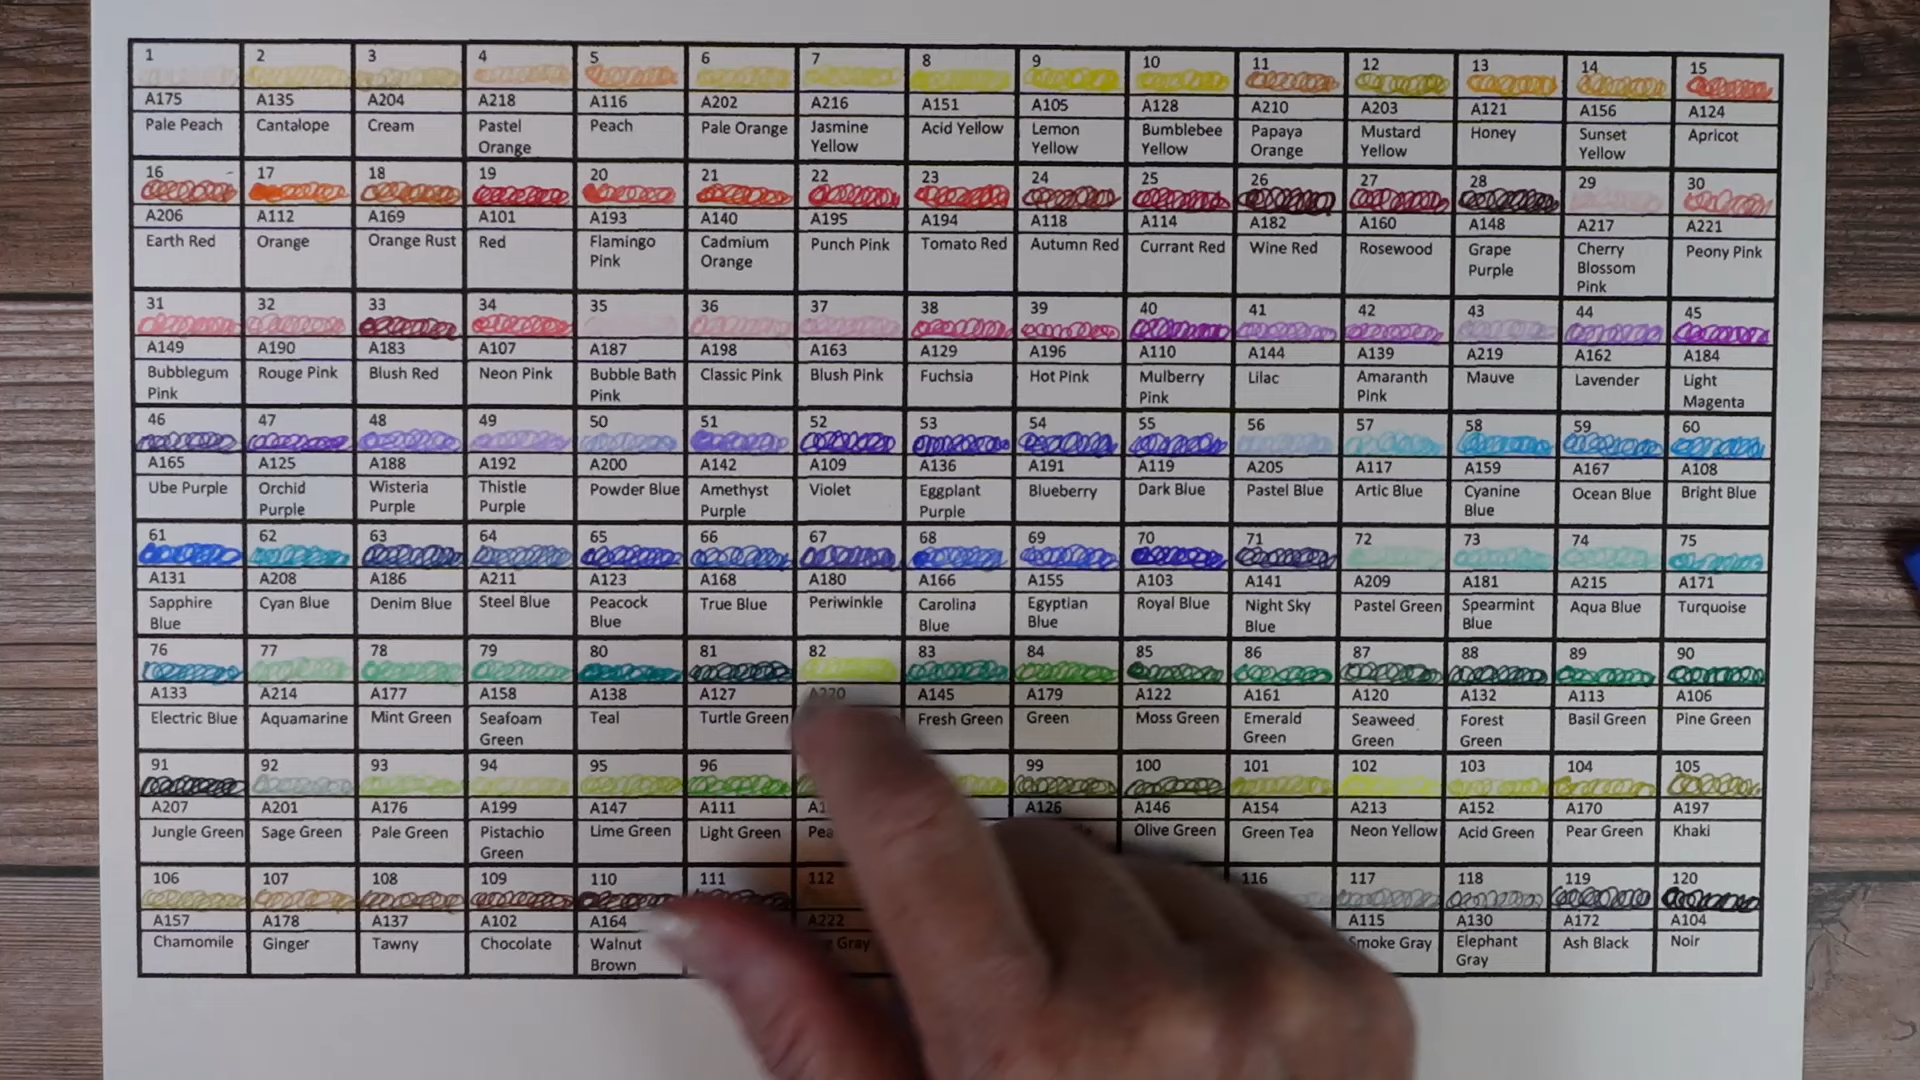 1 2 3 4 5 6 7 8 9 10 11 12 13 14 15
A175 A135 A204 A218 A116 A202 A216 A151 A105 A128 A210 A203 A121 A156 A124
Pale Peach Cantalope Cream Pastel Orange Peach Pale Orange Jasmine Yellow Acid Yellow Lemon Yellow Bumblebee Yellow Papaya Orange Mustard Yellow Honey Sunset Yellow Apricot
16 17 18 19 20 21 22 23 24 25 26 27 28 29 30
A206 A112 A169 A101 A193 A140 A195 A194 A118 A114 A182 A160 A148 A217 A221
Earth Red Orange Orange Rust Red Flamingo Pink Cadmium Orange Punch Pink Tomato Red Autumn Red Currant Red Wine Red Rosewood Grape Purple Cherry Blossom Pink Peony Pink
31 32 33 34 35 36 37 38 39 40 41 42 43 44 45
A149 A190 A183 A107 A187 A198 A163 A129 A196 A110 A144 A139 A219 A162 A184
Bubblegum Pink Rouge Pink Blush Red Neon Pink Bubble Bath Pink Classic Pink Blush Pink Fuchsia Hot Pink Mulberry Pink Lilac Amaranth Pink Mauve Lavender Light Magenta
46 47 48 49 50 51 52 53 54 55 56 57 58 59 60
A165 A125 A188 A192 A200 A142 A109 A136 A191 A119 A205 A117 A159 A167 A108
Ube Purple Orchid Purple Wisteria Purple Thistle Purple Powder Blue Amethyst Purple Violet Eggplant Purple Blueberry Dark Blue Pastel Blue Artic Blue Cyanine Blue Ocean Blue Bright Blue
61 62 63 64 65 66 67 68 69 70 71 72 73 74 75
A131 A208 A186 A211 A123 A168 A180 A166 A155 A103 A141 A209 A181 A215 A171
Sapphire Blue Cyan Blue Denim Blue Steel Blue Peacock Blue True Blue Periwinkle Carolina Blue Egyptian Blue Royal Blue Night Sky Blue Pastel Green Spearmint Blue Aqua Blue Turquoise
76 77 78 79 80 81 82 83 84 85 86 87 88 89 90
A133 A214 A177 A158 A138 A127 A220 A145 A179 A122 A161 A120 A132 A113 A106
Electric Blue Aquamarine Mint Green Seafoam Green Teal Turtle Green Fresh Green Green Moss Green Emerald Green Seaweed Green Forest Green Basil Green Pine Green
91 92 93 94 95 96 99 100 101 102 103 104 105
A207 A201 A176 A199 A147 A111 A126 A146 A154 A213 A152 A170 A197
Jungle Green Sage Green Pale Green Pistachio Green Lime Green Light Green Olive Green Green Tea Neon Yellow Acid Green Pear Green Khaki
106 107 108 109 110 111 112 116 117 118 119 120
A157 A178 A137 A102 A164 A222 A115 A130 A172 A104
Chamomile Ginger Tawny Chocolate Walnut Brown Gray Smoke Gray Elephant Gray Ash Black Noir